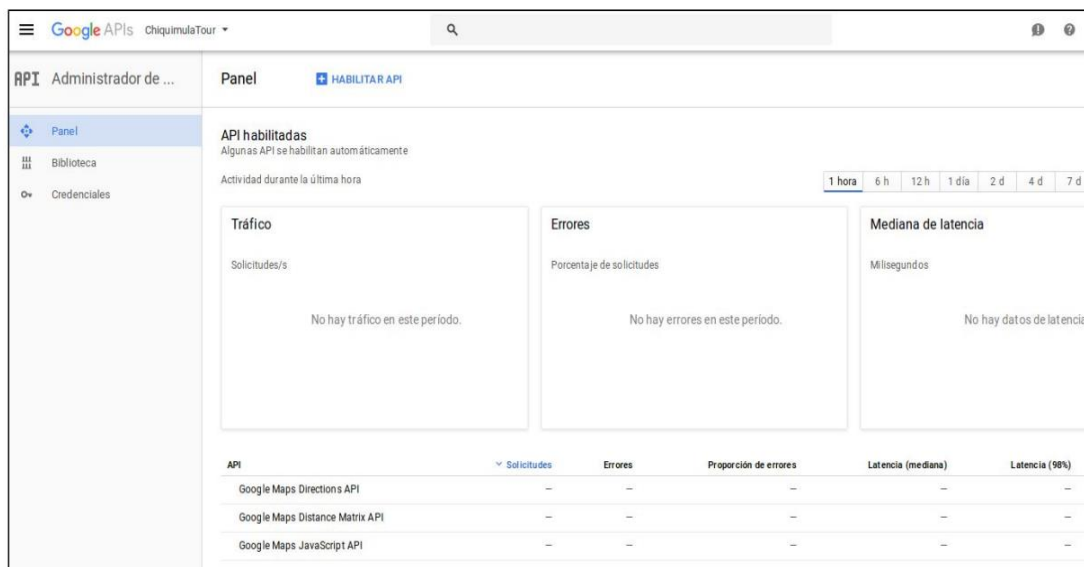 Google APIs ChiquimulaTour
API Administrador de ...
Panel HABILITAR API
Panel
Biblioteca
Credenciales
API habilitadas
Algunas API se habilitan automáticamente
Actividad durante la última hora
1 hora 6 h 12 h 1 día 2 d 4 d 7 d
Tráfico
Solicitudes/s
No hay tráfico en este período.
Errores
Porcentaje de solicitudes
No hay errores en este período.
Mediana de latencia
Milisegundos
No hay datos de latencia
API Solicitudes Errores Proporción de errores Latencia (mediana) Latencia (98%)
Google Maps Directions API — — — — —
Google Maps Distance Matrix API — — — — —
Google Maps JavaScript API — — — — —